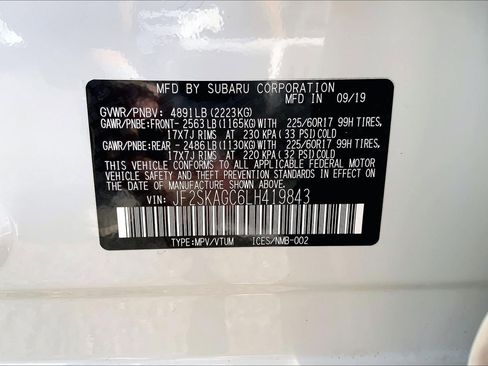 MFD BY SUBARU CORPORATION
MFD IN 09/19
GVWR/PNBV: 4891LB(2223KG)
GAWR/PNBE:FRONT-2563LB(1165KG)WITH 225/60R17 99H TIRES,
17X7J RIMS AT 230 KPA(33 PSI)COLD
GAWR/PNBE:REAR -2486LB(1130KG)WITH 225/60R17 99H TIRES,
17X7J RIMS AT 220 KPA(32 PSI)COLD
THIS VEHICLE CONFORMS TO ALL APPLICABLE FEDERAL MOTOR
VEHICLE SAFETY AND THEFT PREVENTION STANDARDS IN EFFECT
ON THE DATE OF MANUFACTURE SHOWN ABOVE.
VIN: JF2SKAGC6LH419843
TYPE:MPV/VTUM ICES/NMB-002